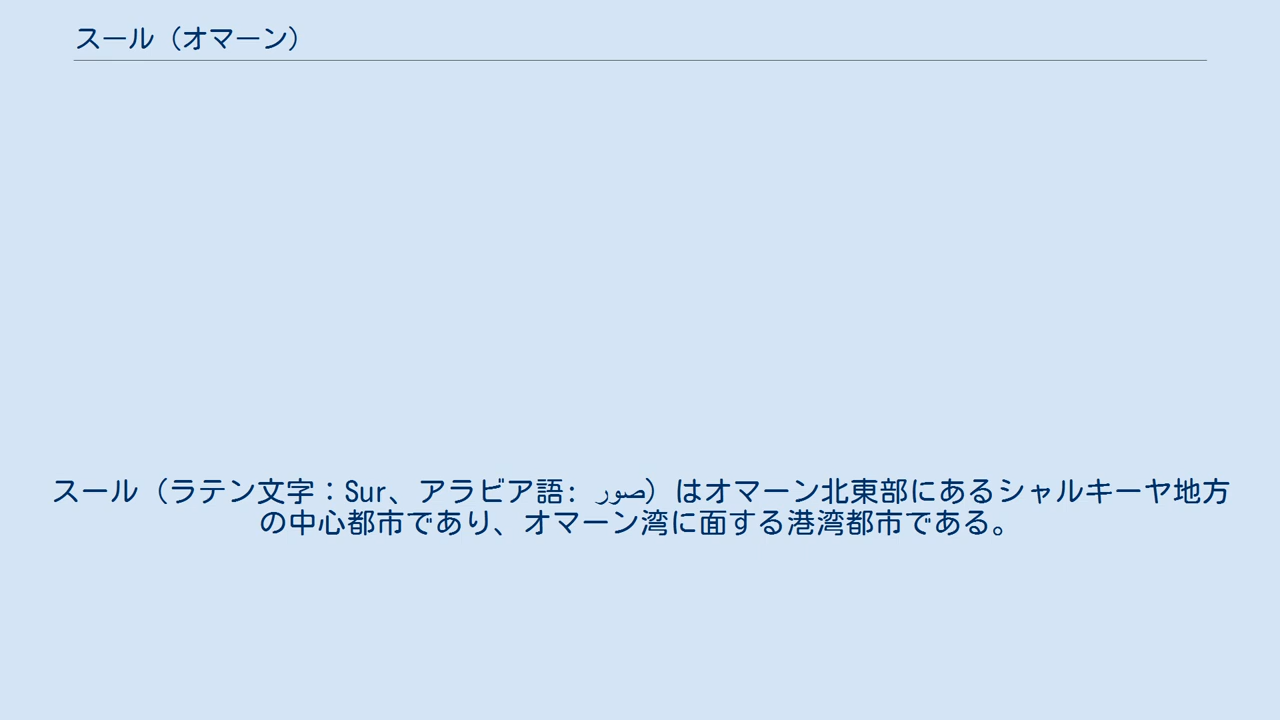 スール（オマーン）
スール（ラテン文字：Sur、アラビア語: صور）はオマーン北東部にあるシャルキーヤ地方
の中心都市であり、オマーン湾に面する港湾都市である。